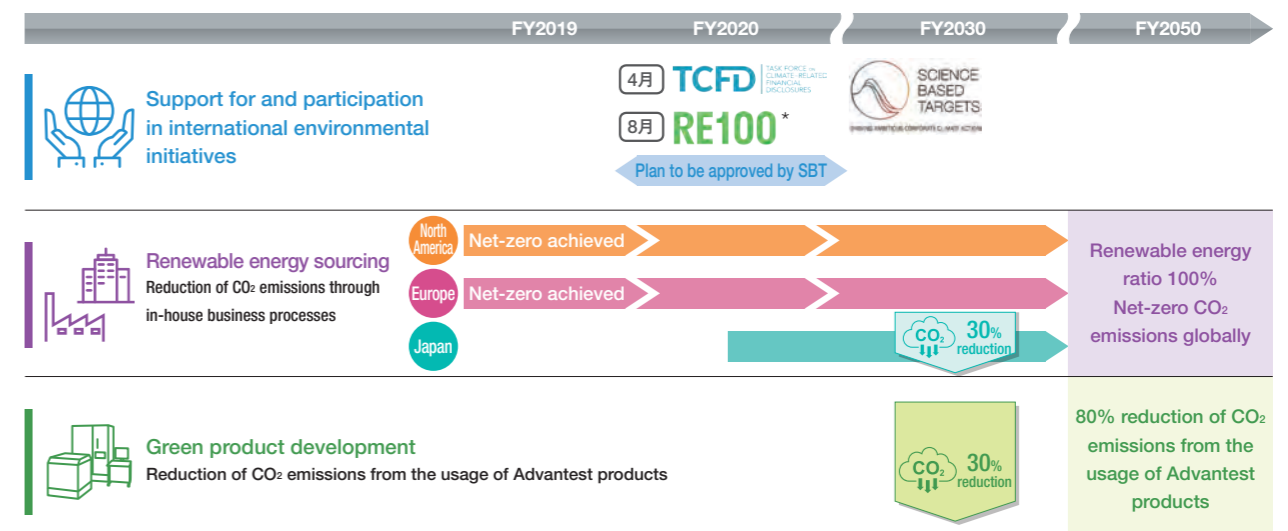 FY2019 FY2020 FY2030 FY2050
Support for and participation
in international environmental
initiatives
4月 TCFD TASK FORCE ON
CLIMATE-RELATED
FINANCIAL
DISCLOSURES
8月 RE100*
Plan to be approved by SBT
SCIENCE
BASED
TARGETS
DRIVING AMBITIOUS CORPORATE CLIMATE ACTION
Renewable energy sourcing
Reduction of CO₂ emissions through
in-house business processes
North
America
Net-zero achieved
Europe
Net-zero achieved
Japan
CO₂ 30%
reduction
Renewable energy
ratio 100%
Net-zero CO₂
emissions globally
Green product development
Reduction of CO₂ emissions from the usage of Advantest products
CO₂ 30%
reduction
80% reduction of CO₂
emissions from the
usage of Advantest
products